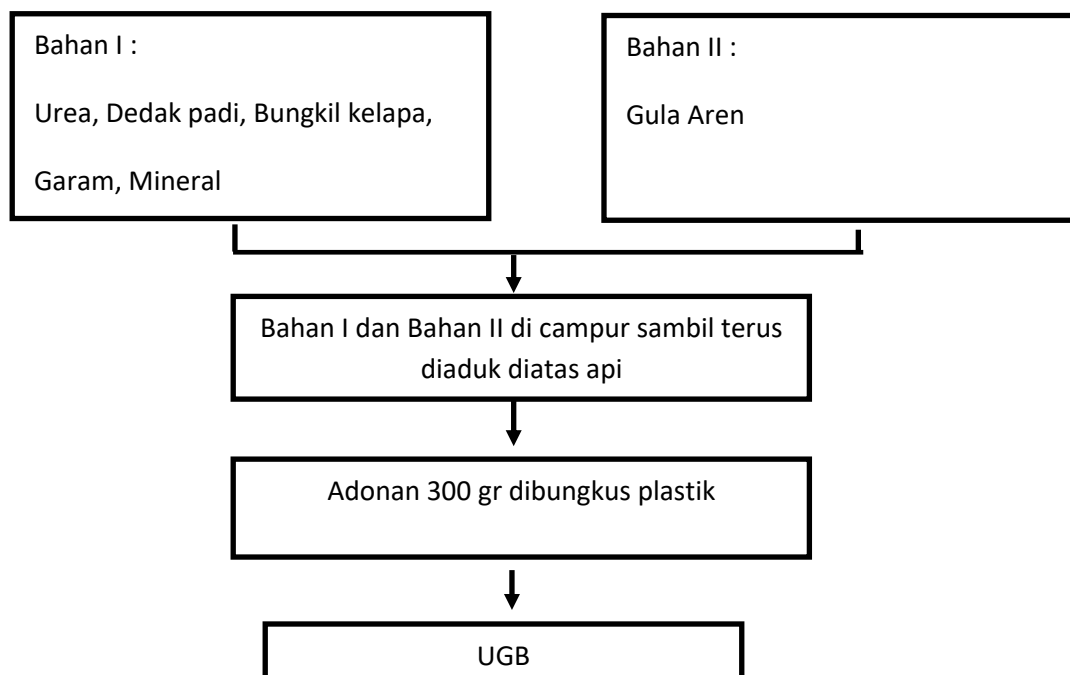 Bahan I :
Urea, Dedak padi, Bungkil kelapa,
Garam, Mineral
Bahan II :
Gula Aren
Bahan I dan Bahan II di campur sambil terus
diaduk diatas api
Adonan 300 gr dibungkus plastik
UGB